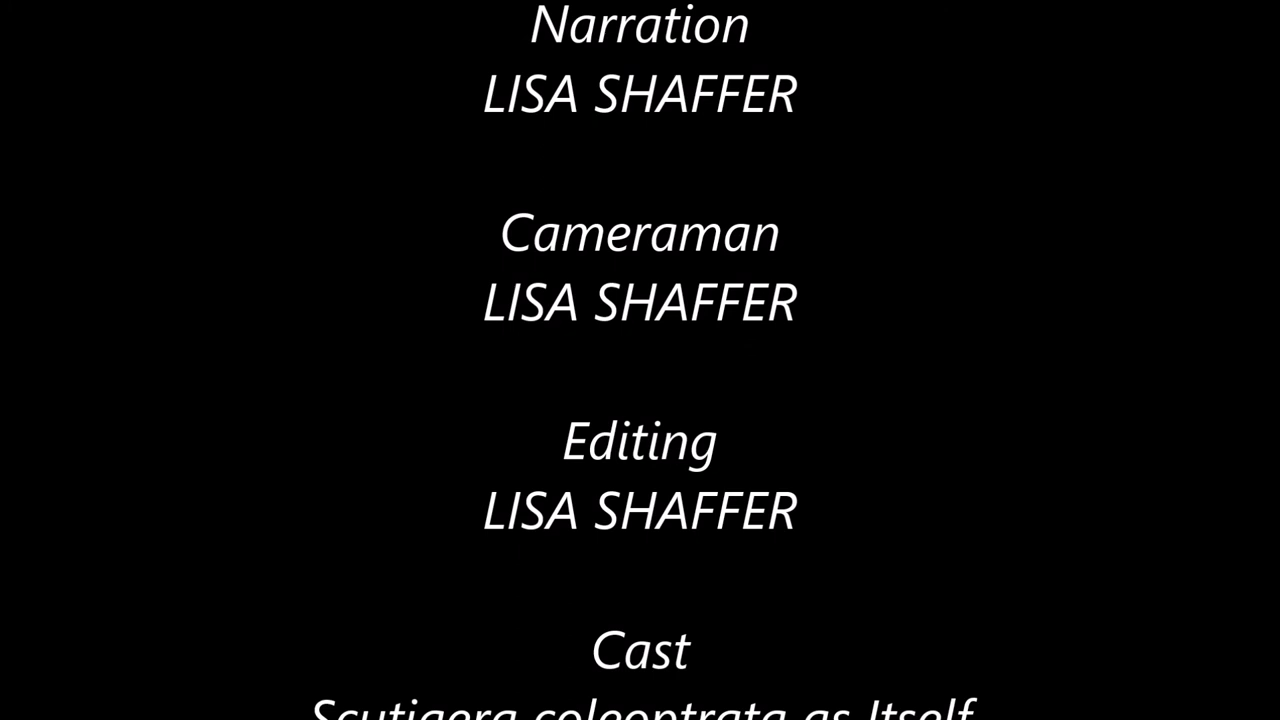 Narration
LISA SHAFFER
Cameraman
LISA SHAFFER
Editing
LISA SHAFFER
Cast
Scutigera coleoptrata as Itself